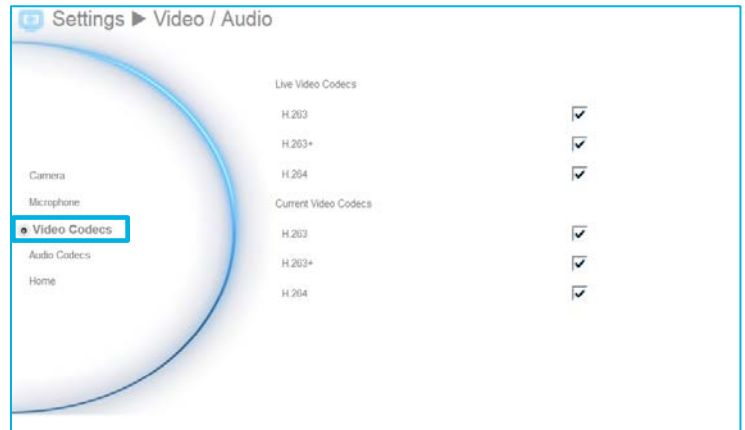 Settings ▶ Video / Audio
Camera
Microphone
Video Codecs
Audio Codecs
Home
Live Video Codecs
H.263
H.263+
H.264
Current Video Codecs
H.263
H.263+
H.264